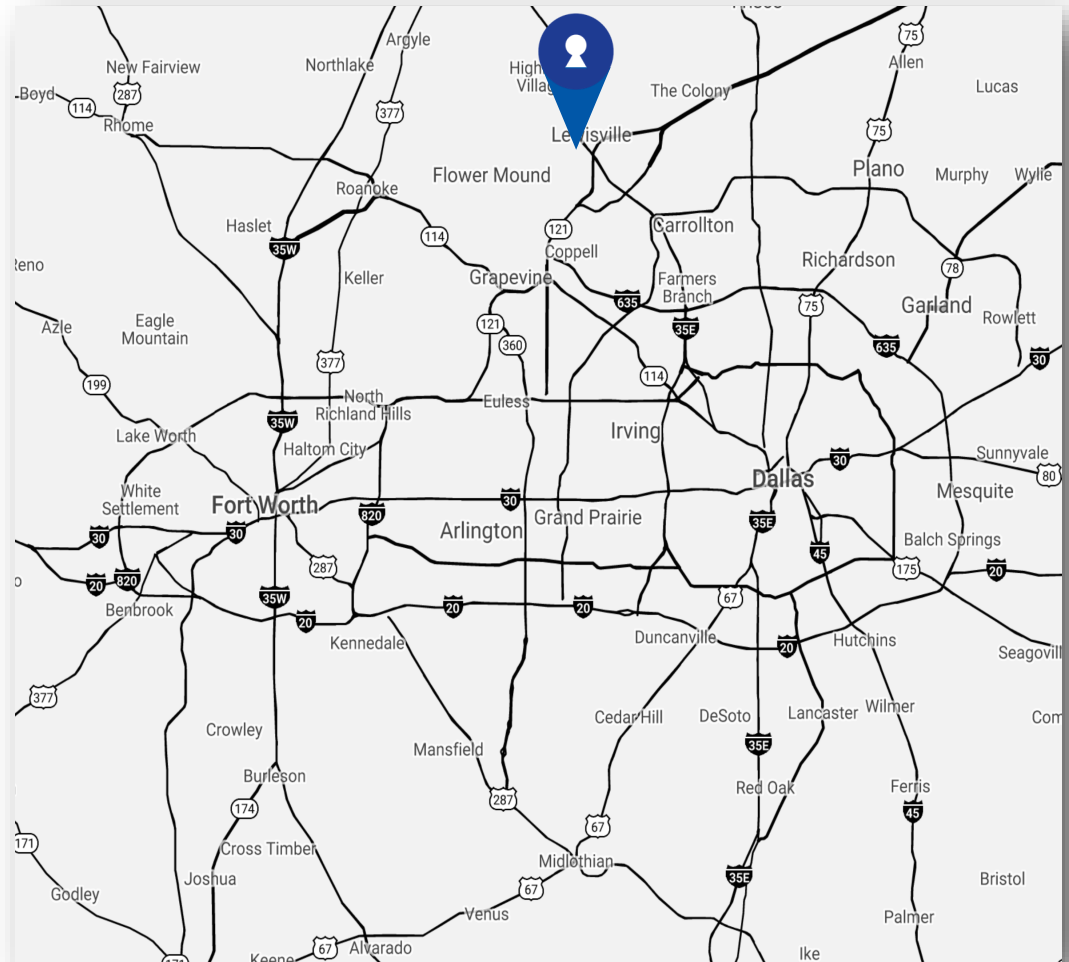 Argyle
75
New Fairview
Northlake
High
Villag
Allen
287
The Colony
Lucas
Boyd
114
377
Rhome
75
Lewisville
Plano
Flower Mound
Murphy
Wylie
Roanoke
Haslet
121
Carrollton
114
35W
Coppell
Richardson
78
Keller
Grapevine
Farmers
Branch
635
75
Garland
Rowlett
Azle
Eagle
Mountain
121
35E
360
635
30
377
114
199
North
Richland Hills
Euless
35W
Lake Worth
Irving
Haltom City
30
Sunnyvale
80
Dallas
White
Settlement
Fort Worth
30
Mesquite
820
Grand Prairie
35E
Arlington
30
30
45
Balch Springs
287
175
20
20
820
35W
67
Benbrook
20
20
20
Kennedale
Duncanville
Hutchins
20
Seagovill
377
Cedar Hill
DeSoto
Lancaster
Wilmer
Com
Crowley
Mansfield
35E
Burleson
Red Oak
Ferris
287
174
45
67
171
Cross Timber
Midlothian
Joshua
35E
Bristol
Godley
67
Venus
Palmer
67
Alvarado
Ike
Keene